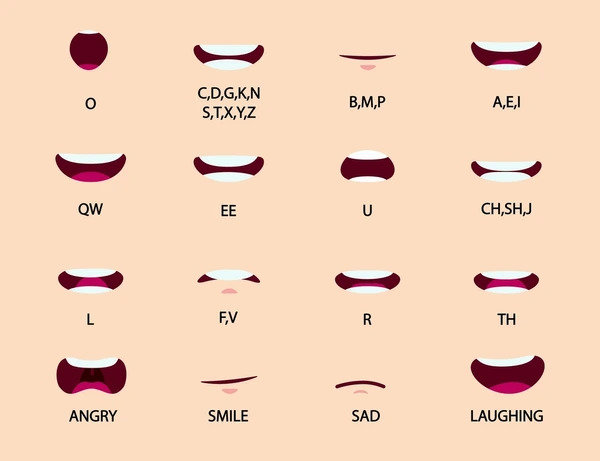 O
C,D,G,K,N
S,T,X,Y,Z
B,M,P
A,E,I
QW
EE
U
CH,SH,J
L
F,V
R
TH
ANGRY
SMILE
SAD
LAUGHING